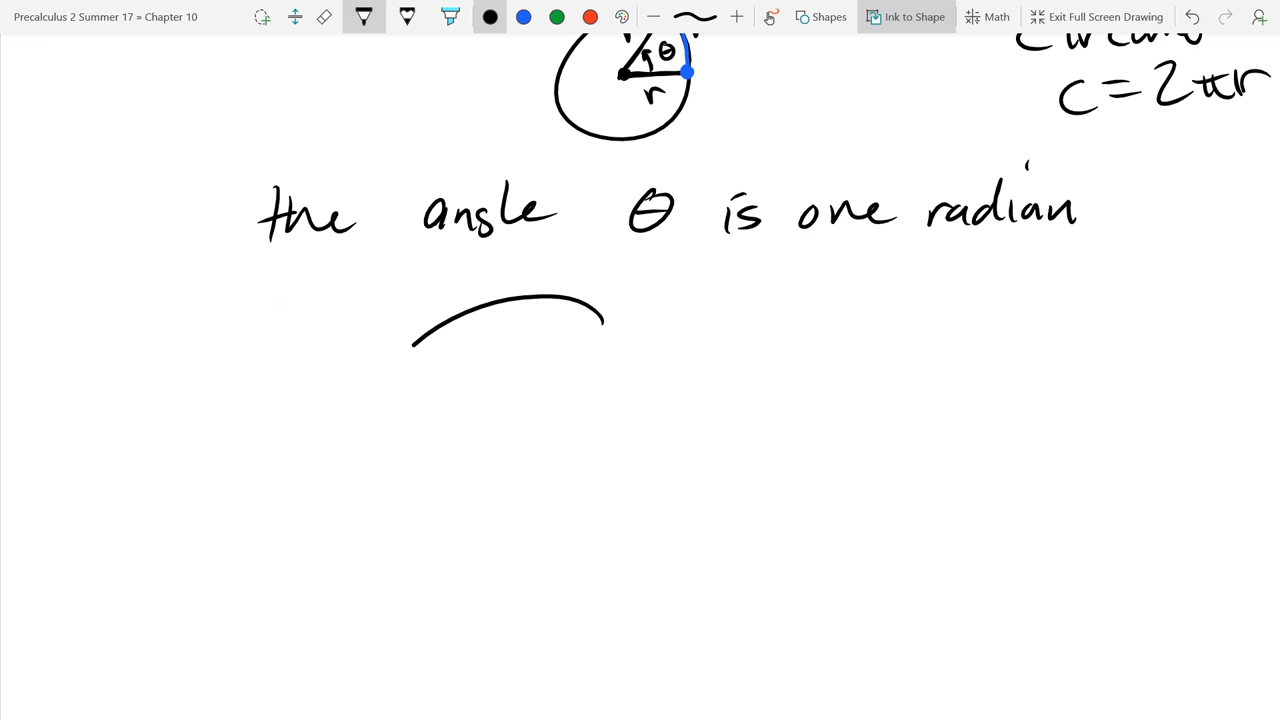 Precalculus 2 Summer 17 » Chapter 10
Shapes
Ink to Shape
Math
Exit Full Screen Drawing
θ
r
C = 2πr
the angle θ is one radian